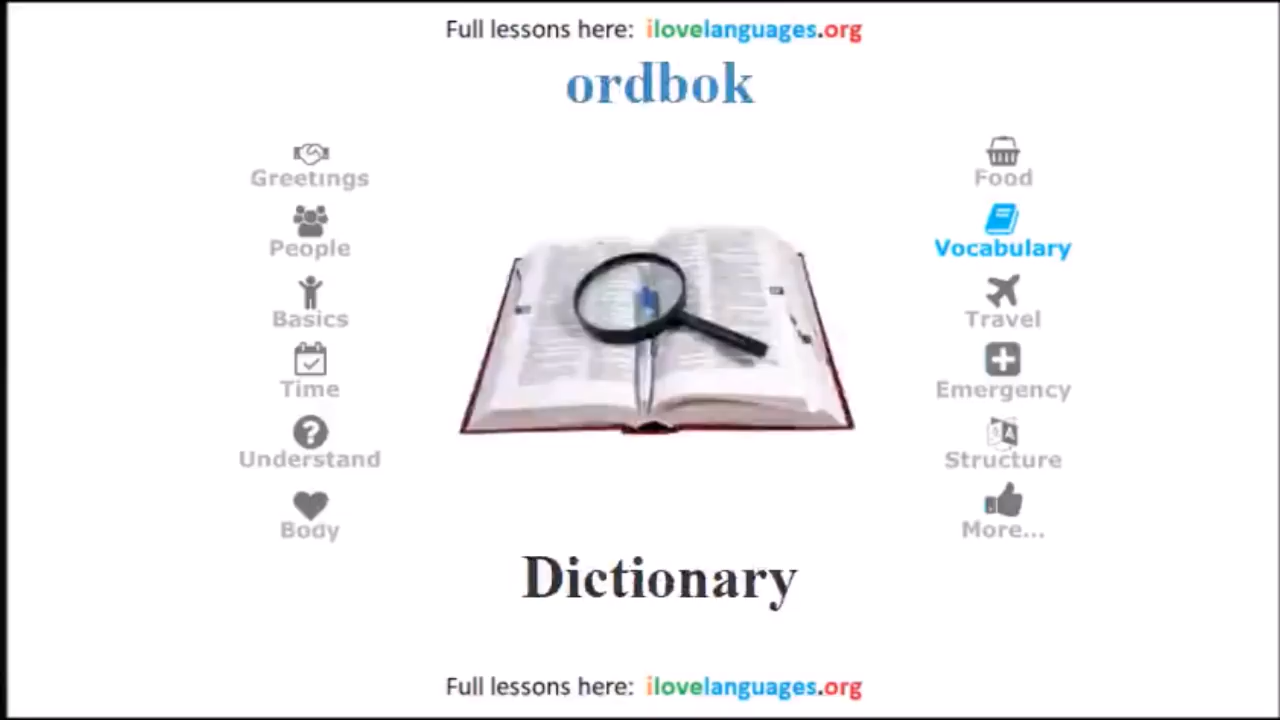 Full lessons here: ilovelanguages.org
ordbok
Greetings
People
Basics
Time
Understand
Body
Food
Vocabulary
Travel
Emergency
Structure
More...
Dictionary
Full lessons here: ilovelanguages.org